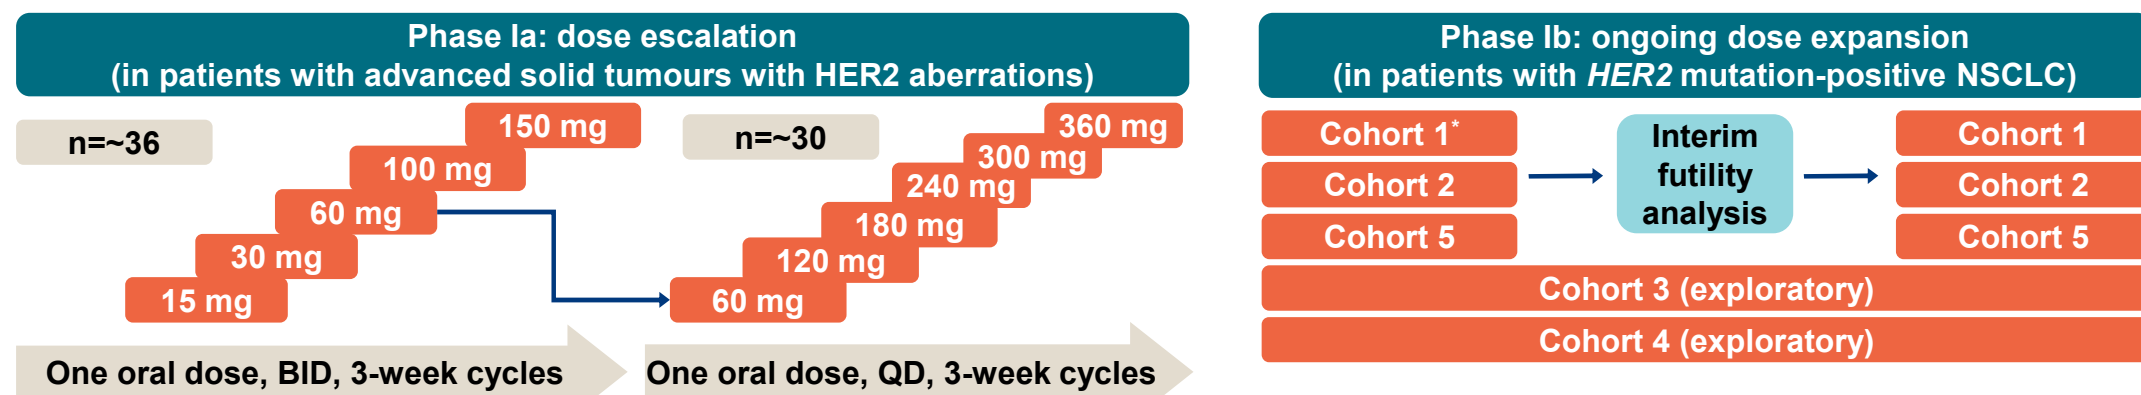 Phase Ia: dose escalation
(in patients with advanced solid tumours with HER2 aberrations)
n=~36
150 mg
100 mg
60 mg
30 mg
15 mg
One oral dose, BID, 3-week cycles
n=~30
360 mg
300 mg
240 mg
180 mg
120 mg
60 mg
One oral dose, QD, 3-week cycles
Phase Ib: ongoing dose expansion
(in patients with HER2 mutation-positive NSCLC)
Cohort 1*
Cohort 2
Cohort 5
Interim
futility
analysis
Cohort 1
Cohort 2
Cohort 5
Cohort 3 (exploratory)
Cohort 4 (exploratory)